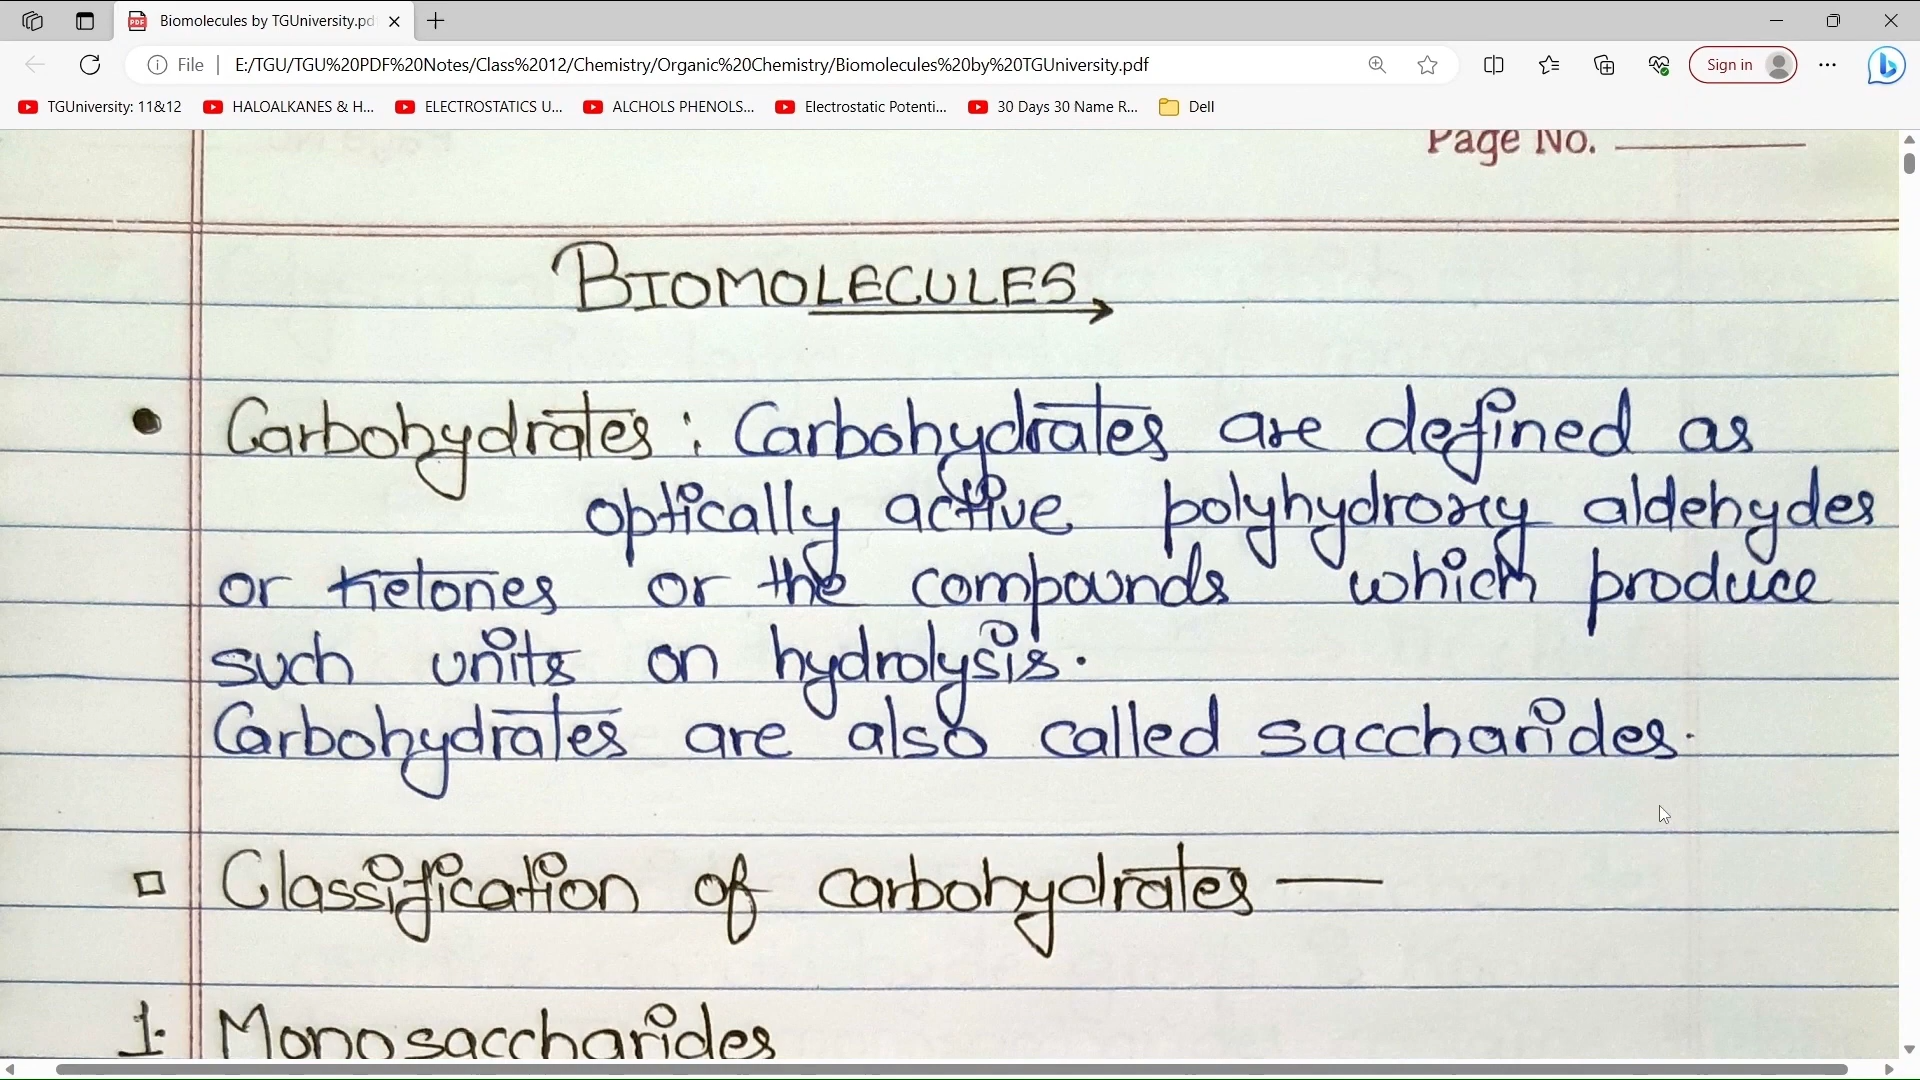 Biomolecules by TGUniversity.pd
File
E:/TGU/TGU%20PDF%20Notes/Class%2012/Chemistry/Organic%20Chemistry/Biomolecules%20by%20TGUniversity.pdf
Sign in
TGUniversity: 11&12
HALOALKANES & H...
ELECTROSTATICS U...
ALCHOLS PHENOLS...
Electrostatic Potenti...
30 Days 30 Name R...
Dell
Page No.
BIOMOLECULES
• Carbohydrates : Carbohydrates are defined as
optically active polyhydroxy aldehydes
or ketones or the compounds which produce
such units on hydrolysis.
Carbohydrates are also called saccharides.
□ Classification of carbohydrates —
1. Monosaccharides